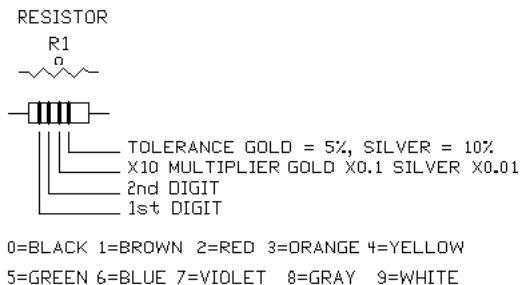 RESISTOR
R1
Ω
TOLERANCE GOLD = 5%, SILVER = 10%
X10 MULTIPLIER GOLD X0.1 SILVER X0.01
2nd DIGIT
1st DIGIT
0=BLACK 1=BROWN 2=RED 3=ORANGE 4=YELLOW
5=GREEN 6=BLUE 7=VIOLET 8=GRAY 9=WHITE